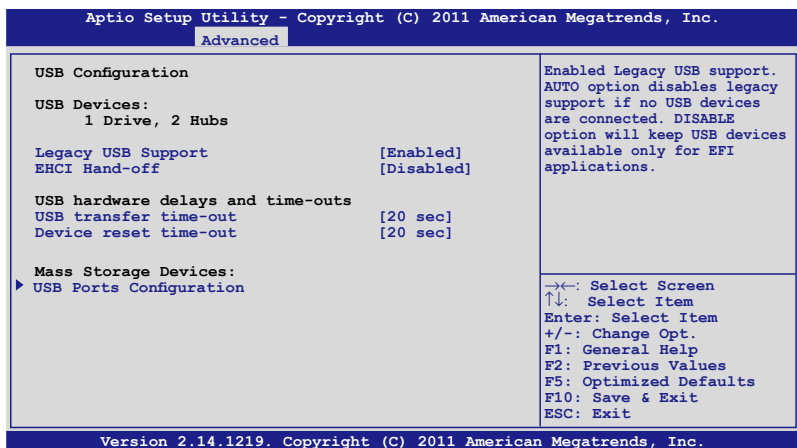 Aptio Setup Utility - Copyright (C) 2011 American Megatrends, Inc.
Advanced
USB Configuration
USB Devices:
1 Drive, 2 Hubs
Legacy USB Support [Enabled]
EHCI Hand-off [Disabled]
USB hardware delays and time-outs
USB transfer time-out [20 sec]
Device reset time-out [20 sec]
Mass Storage Devices:
USB Ports Configuration
Enabled Legacy USB support.
AUTO option disables legacy
support if no USB devices
are connected. DISABLE
option will keep USB devices
available only for EFI
applications.
→←: Select Screen
↑↓: Select Item
Enter: Select Item
+/-: Change Opt.
F1: General Help
F2: Previous Values
F5: Optimized Defaults
F10: Save & Exit
ESC: Exit
Version 2.14.1219. Copyright (C) 2011 American Megatrends, Inc.